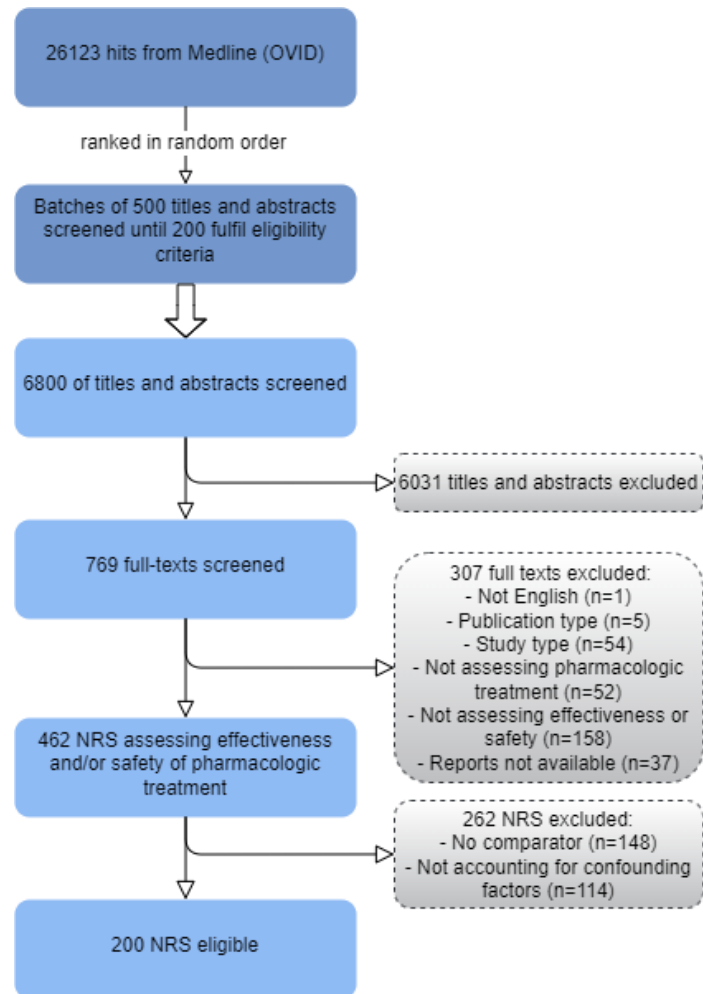 26123 hits from Medline (OVID)
ranked in random order
Batches of 500 titles and abstracts
screened until 200 fulfil eligibility
criteria
6800 of titles and abstracts screened
6031 titles and abstracts excluded
769 full-texts screened
307 full texts excluded:
- Not English (n=1)
- Publication type (n=5)
- Study type (n=54)
- Not assessing pharmacologic
treatment (n=52)
- Not assessing effectiveness or
safety (n=158)
- Reports not available (n=37)
462 NRS assessing effectiveness
and/or safety of pharmacologic
treatment
262 NRS excluded:
- No comparator (n=148)
- Not accounting for confounding
factors (n=114)
200 NRS eligible